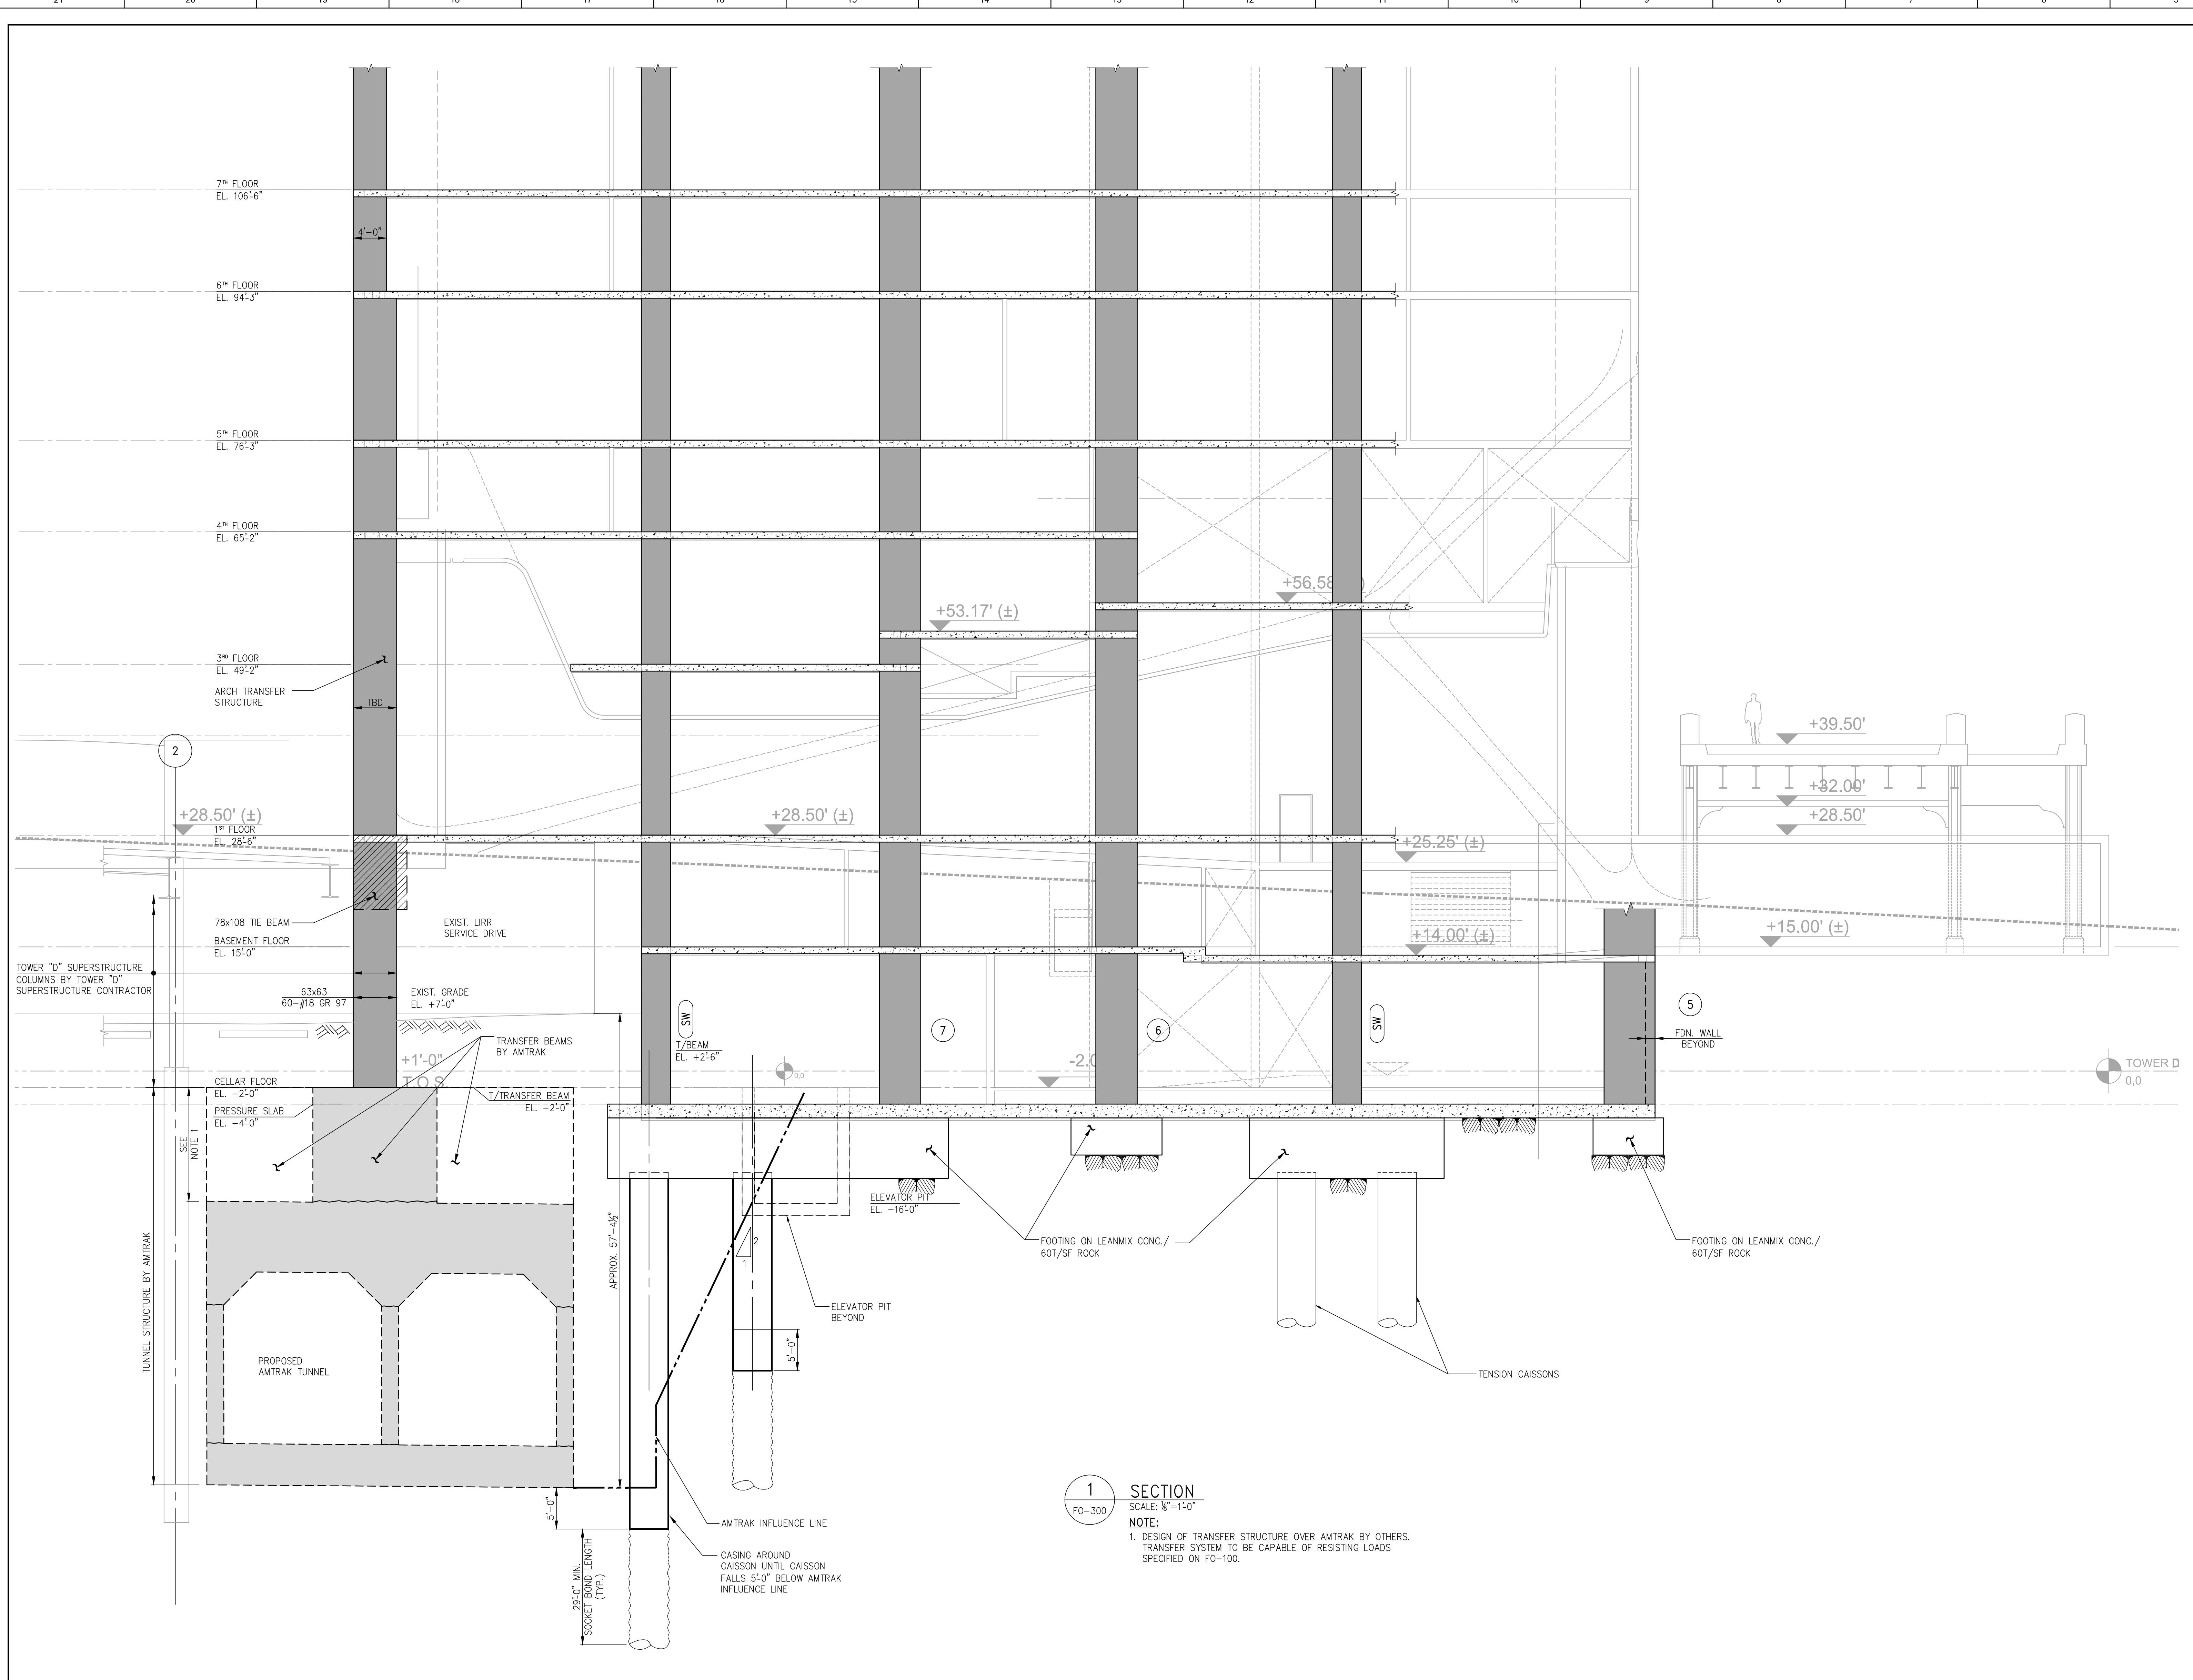 7TH FLOOR
EL. 106'-6"
4'-0"
6TH FLOOR
EL. 94'-3"
5TH FLOOR
EL. 76'-3"
4TH FLOOR
EL. 65'-2"
+56.58
+53.17' (±)
3RD FLOOR
EL. 49'-2"
ARCH TRANSFER
STRUCTURE
TBD
2
+39.50'
+32.00'
+28.50'
+28.50' (±)
1ST FLOOR
EL. 28'-6"
+28.50' (±)
+25.25' (±)
78x108 TIE BEAM
EXIST. LIRR
SERVICE DRIVE
BASEMENT FLOOR
EL. 15'-0"
+14.00' (±)
+15.00' (±)
TOWER "D" SUPERSTRUCTURE
COLUMNS BY TOWER "D"
SUPERSTRUCTURE CONTRACTOR
63x63
60-#18 GR 97
EXIST. GRADE
EL. +7'-0"
SW
7
6
SW
5
FDN. WALL
BEYOND
TRANSFER BEAMS
BY AMTRAK
T/BEAM
EL. +2'-6"
+1'-0"
T.O.S
-2.0
0,0
TOWER D
0,0
CELLAR FLOOR
EL. -2'-0"
T/TRANSFER BEAM
EL. -2'-0"
PRESSURE SLAB
EL. -4'-0"
SEE
NOTE 1
ELEVATOR PIT
EL. -16'-0"
2
1
FOOTING ON LEANMIX CONC./
60T/SF ROCK
FOOTING ON LEANMIX CONC./
60T/SF ROCK
APPROX. 57'-4½"
TUNNEL STRUCTURE BY AMTRAK
ELEVATOR PIT
BEYOND
5'-0"
PROPOSED
AMTRAK TUNNEL
TENSION CAISSONS
5'-0"
AMTRAK INFLUENCE LINE
CASING AROUND
CAISSON UNTIL CAISSON
FALLS 5'-0" BELOW AMTRAK
INFLUENCE LINE
29'-0" MIN.
SOCKET BOND LENGTH
(TYP.)
1
FO-300
SECTION
SCALE: ⅛"=1'-0"
NOTE:
1. DESIGN OF TRANSFER STRUCTURE OVER AMTRAK BY OTHERS.
TRANSFER SYSTEM TO BE CAPABLE OF RESISTING LOADS
SPECIFIED ON FO-100.